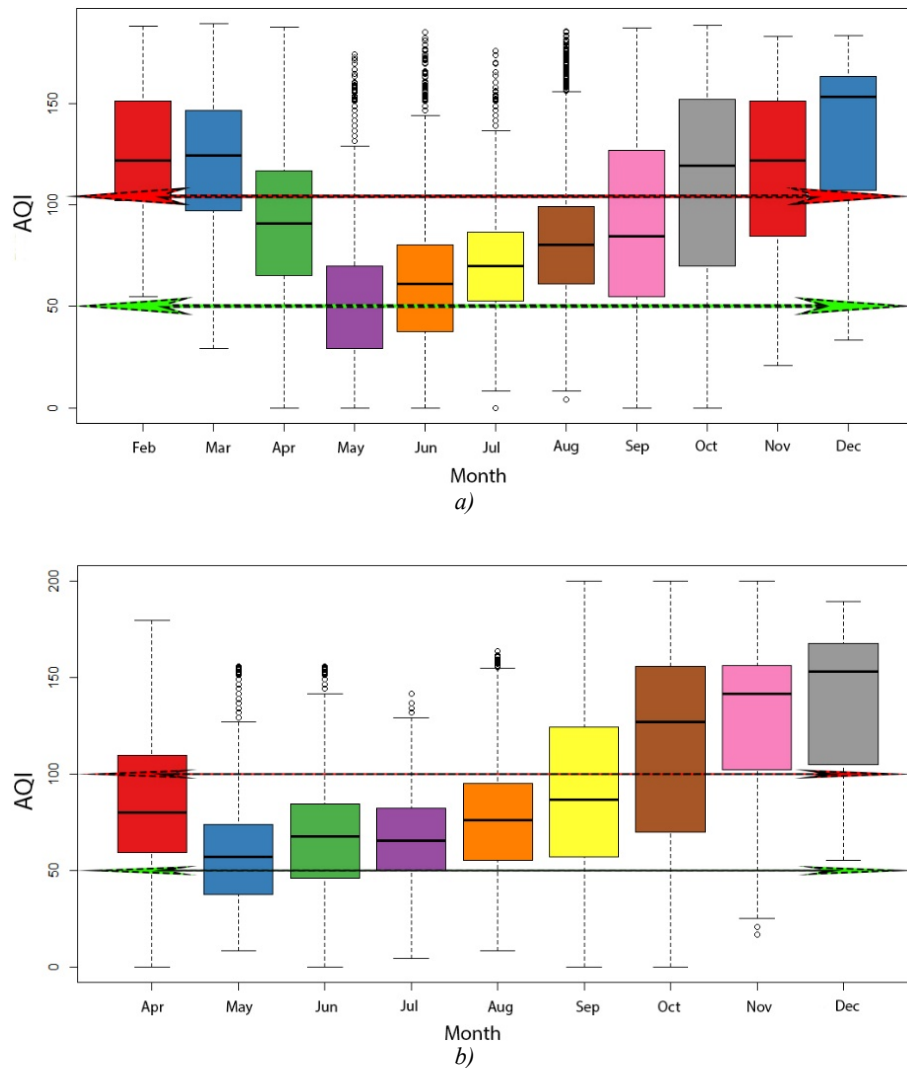 150
AQI
100
50
0
Feb Mar Apr May Jun Jul Aug Sep Oct Nov Dec
Month
a)
200
150
AQI
100
50
0
Apr May Jun Jul Aug Sep Oct Nov Dec
Month
b)